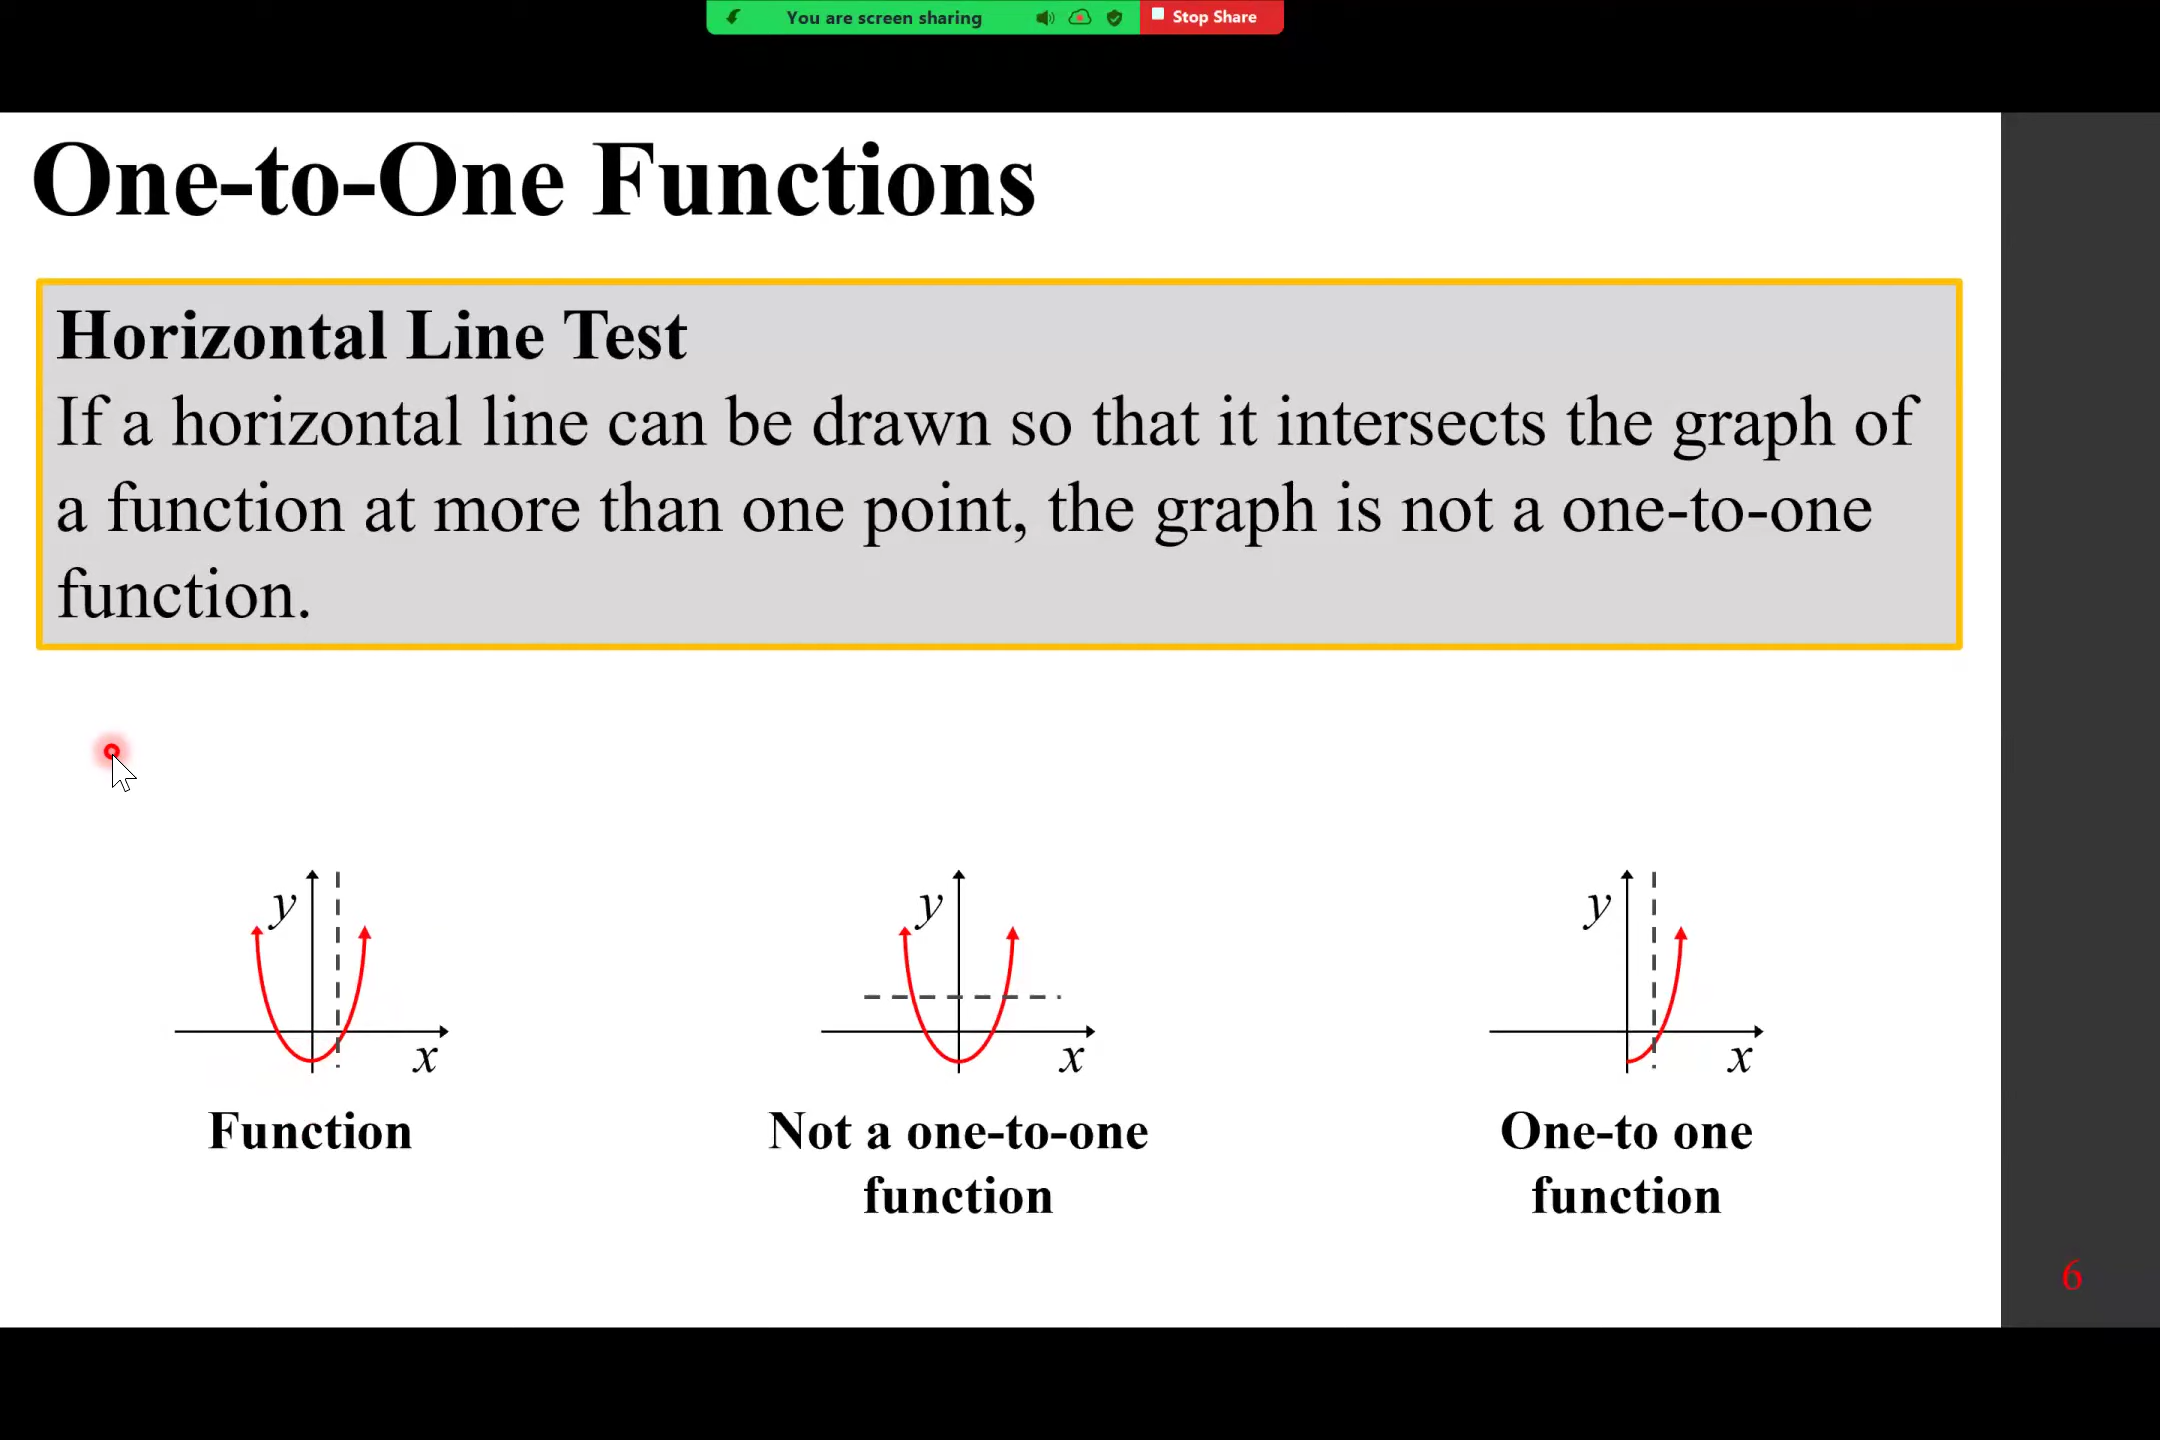 You are screen sharing
Stop Share
One-to-One Functions
Horizontal Line Test
If a horizontal line can be drawn so that it intersects the graph of
a function at more than one point, the graph is not a one-to-one
function.
y
x
Function
y
x
Not a one-to-one
function
y
x
One-to one
function
6